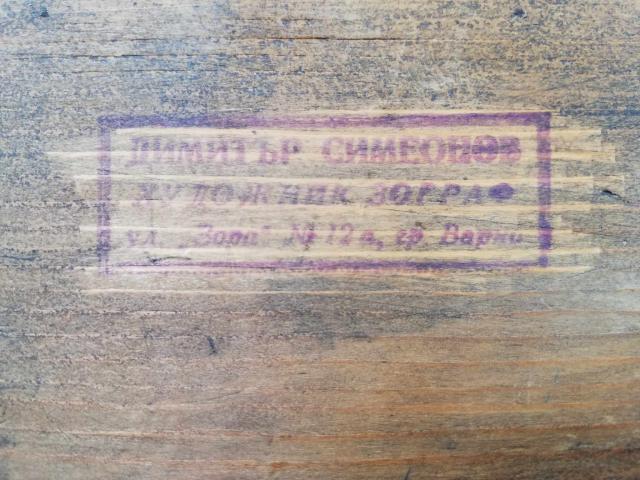 ДИМИТЪР СИМЕОНОВ
ХУДОЖНИК ЗОГРАФ
ул. „Зора" № 12 а, гр. Варна